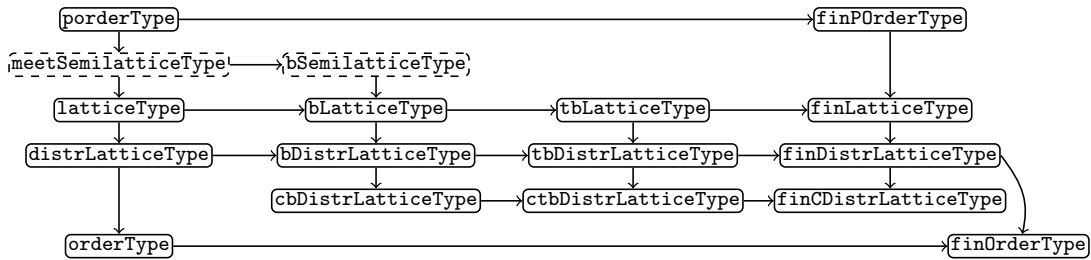 porderType finPOrderType
meetSemilatticeType bSemilatticeType
latticeType bLatticeType tbLatticeType finLatticeType
distrLatticeType bDistrLatticeType tbDistrLatticeType finDistrLatticeType
cbDistrLatticeType ctbDistrLatticeType finCDistrLatticeType
orderType finOrderType